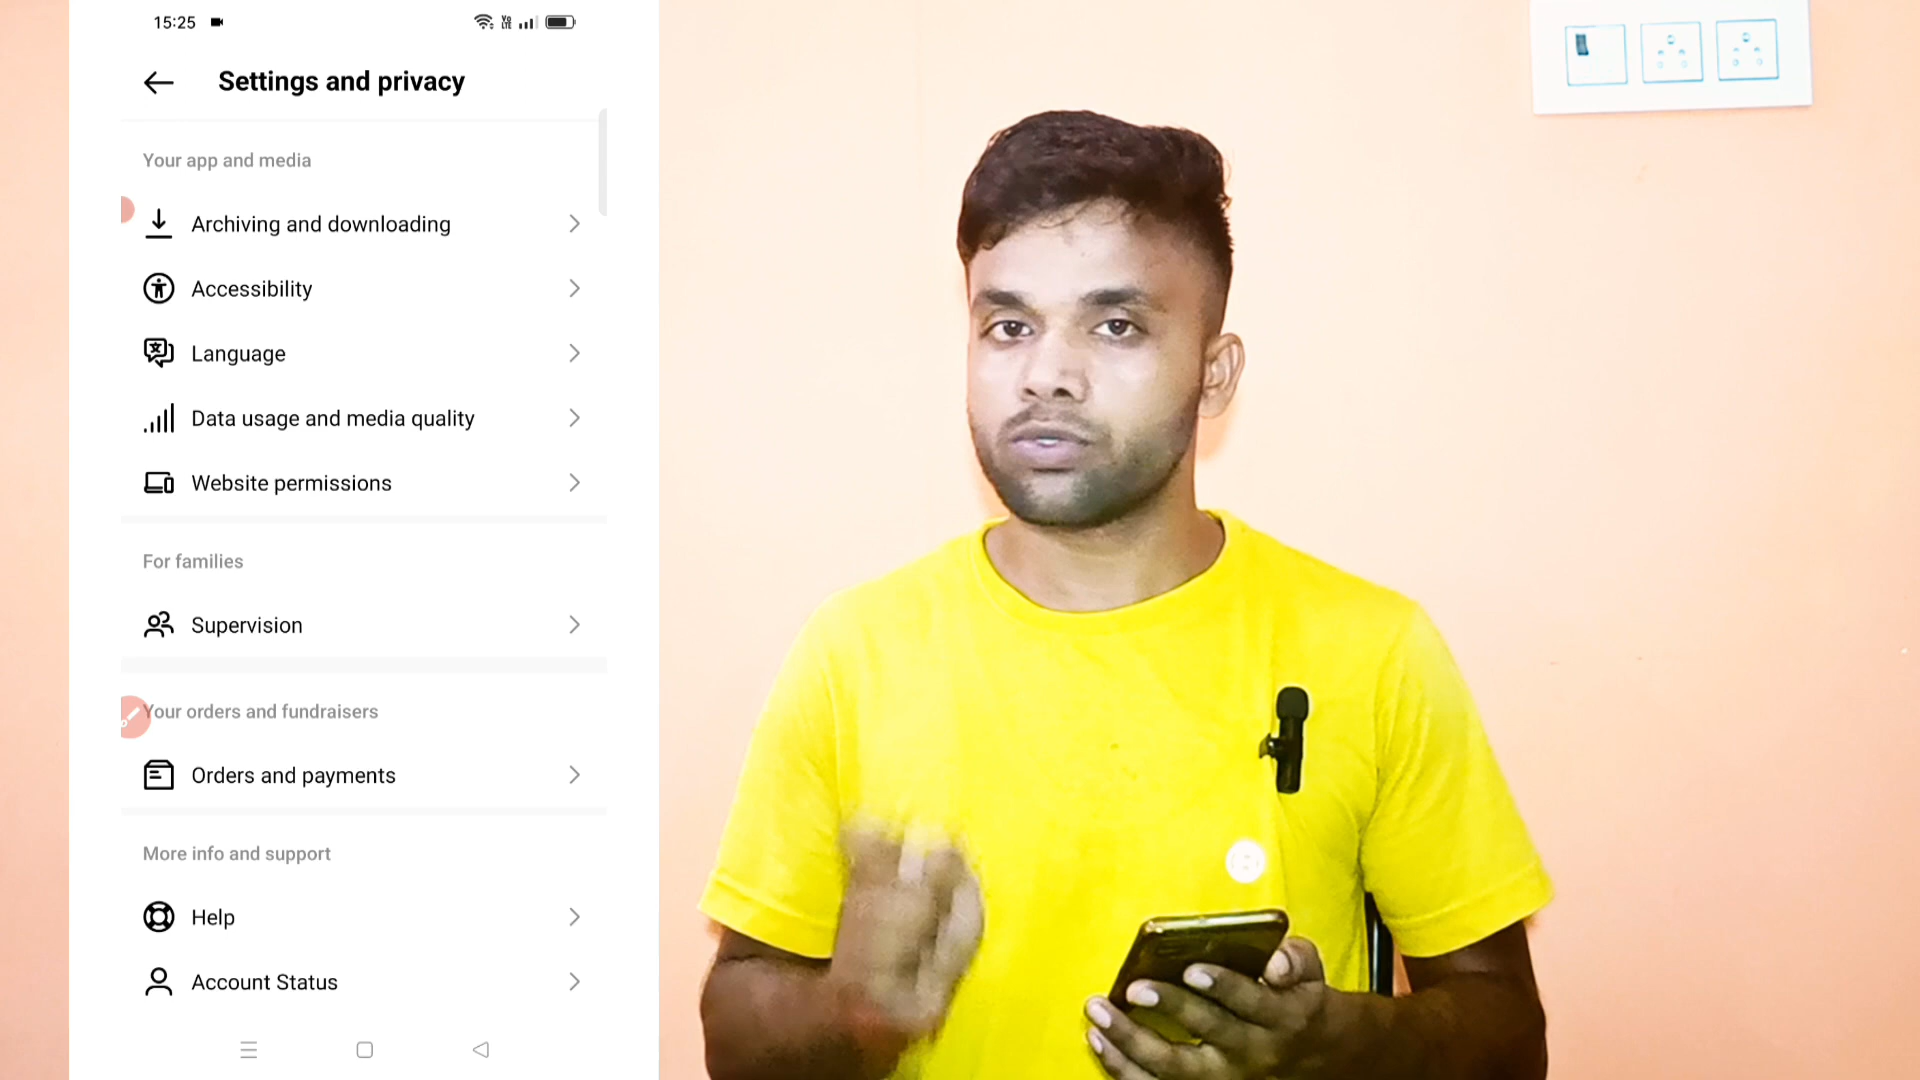 15:25
Vo
LTE
Settings and privacy
Your app and media
Archiving and downloading
Accessibility
Language
Data usage and media quality
Website permissions
For families
Supervision
Your orders and fundraisers
Orders and payments
More info and support
Help
Account Status